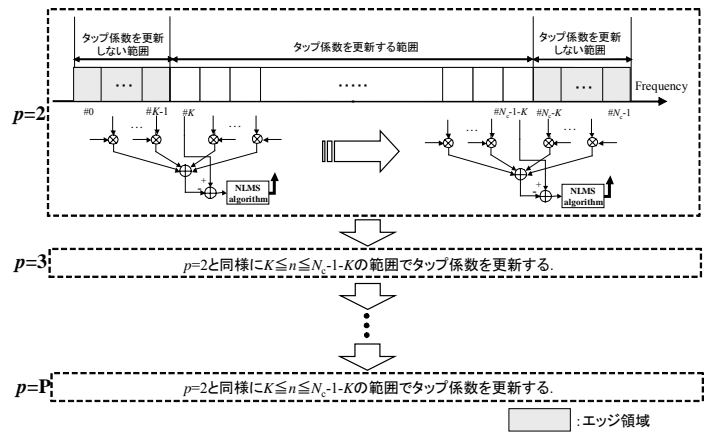 タップ係数を更新
しない範囲
タップ係数を更新する範囲
タップ係数を更新
しない範囲
...
.....
...
Frequency
p=2
#0
#K-1
#K
#Nc-1-K
#Nc-K
#Nc-1
...
...
...
...
+
-
NLMS
algorithm
+
-
NLMS
algorithm
p=3
p=2と同様にK≦n≦Nc-1-Kの範囲でタップ係数を更新する.
p=P
p=2と同様にK≦n≦Nc-1-Kの範囲でタップ係数を更新する.
:エッジ領域